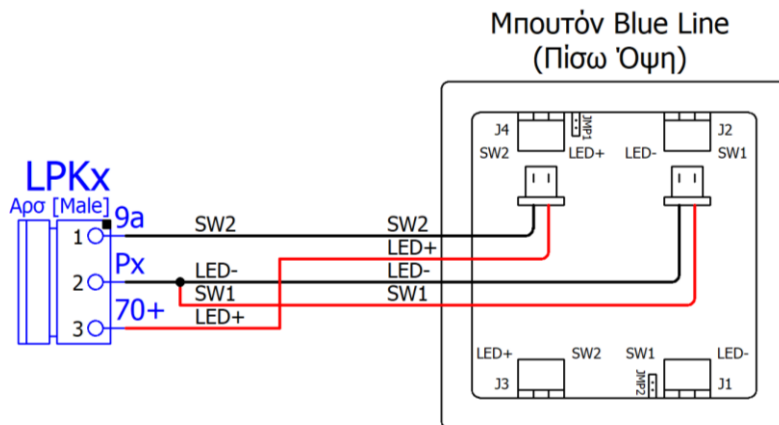 Μπουτόν Blue Line
(Πίσω Όψη)
J4 JMP1 J2
SW2 LED+ LED- SW1
LPKx
Αρσ [Male]
9a
1 SW2 SW2
LED+
Px
2 LED- LED-
SW1 SW1
70+
3 LED+
LED+ SW2 SW1 LED-
J3 JMP2 J1